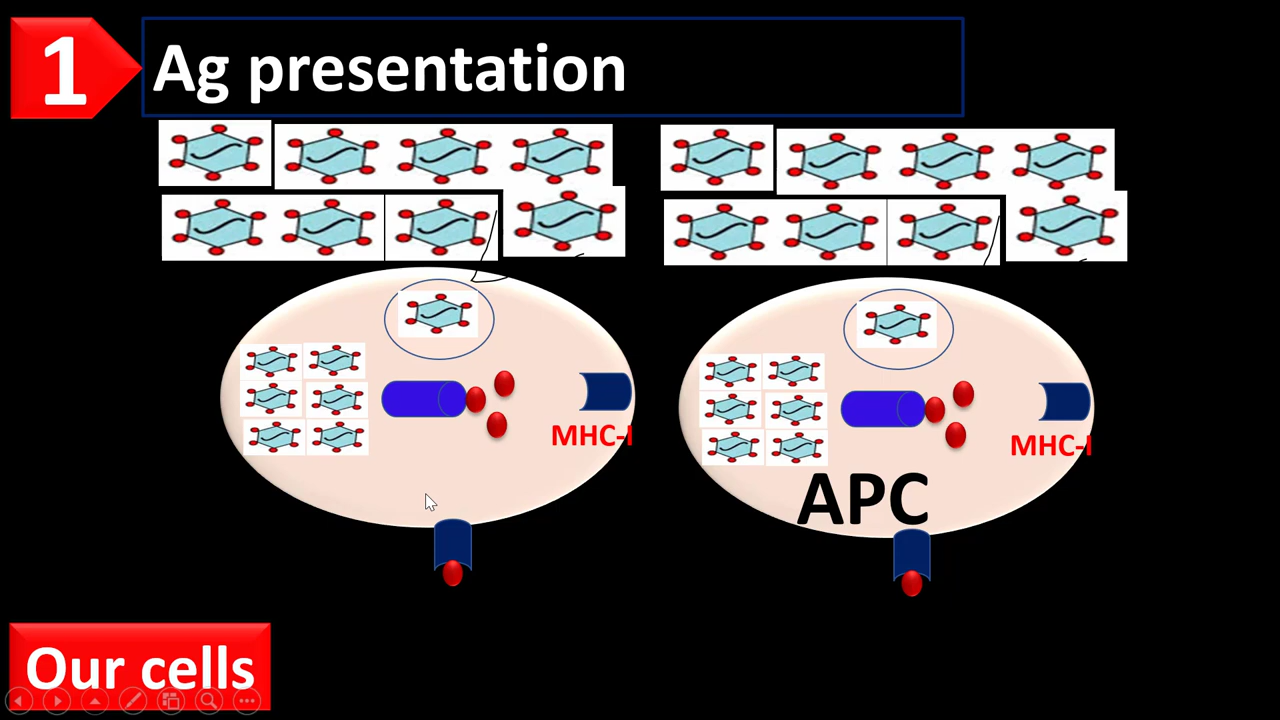 1
Ag presentation
MHC-I
MHC-I
APC
Our cells